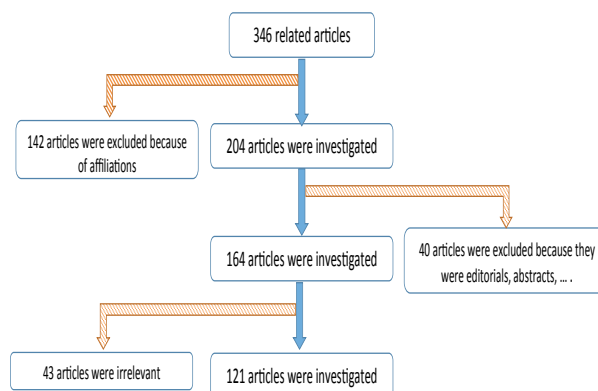 346 related articles
142 articles were excluded because
of affiliations
204 articles were investigated
164 articles were investigated
40 articles were excluded because they
were editorials, abstracts, ... .
43 articles were irrelevant
121 articles were investigated